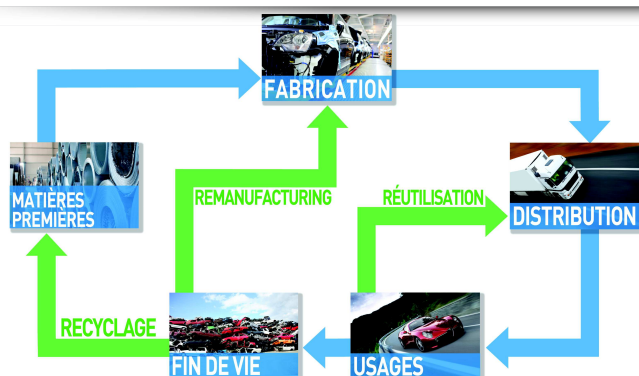 FABRICATION
MATIÈRES
PREMIÈRES
REMANUFACTURING
RÉUTILISATION
DISTRIBUTION
RECYCLAGE
FIN DE VIE
USAGES